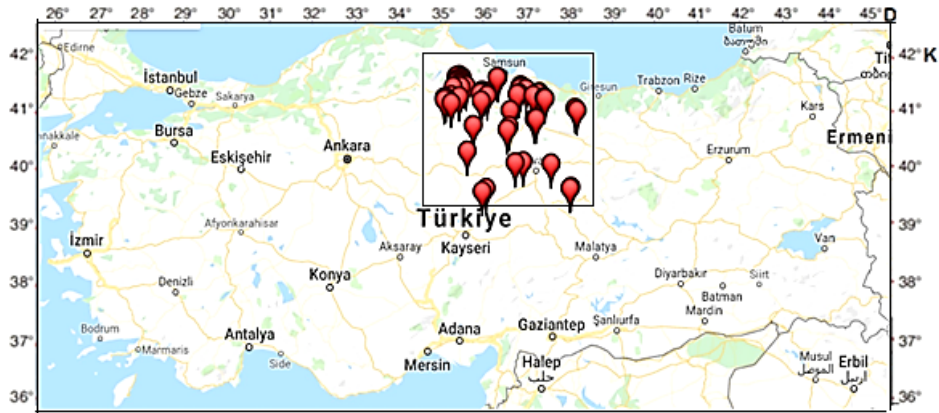 26° 27 28 29 30 31 32 33 34 35 36 37 38 39 40 41 42 43 44 45° D
Batum
ბათუმი
Edirne
42° Samsun 42° K
İstanbul
Gebze Sakarya
Giresun Trabzon Rize
41° Kars 41°
Bursa
Ermeni
Eskişehir Ankara
Erzurum
40° 40°
Türkiye
Afyonkarahisar
39° 39°
İzmir Aksaray Kayseri Malatya Van
Denizli Konya Diyarbakır Siirt
38° 38°
Batman
Mardin
Bodrum Antalya Adana Gaziantep Şanlıurfa
37° 37°
Marmaris Side Mersin
Halep Musul Erbil
حلب الموصل أربيل
36° 36°